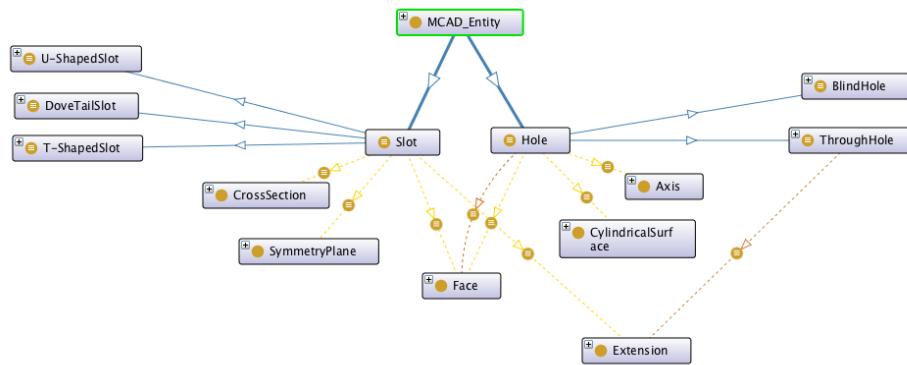 MCAD_Entity
U-ShapedSlot
BlindHole
DoveTailSlot
T-ShapedSlot
Slot
Hole
ThroughHole
CrossSection
Axis
SymmetryPlane
CylindricalSurf
ace
Face
Extension